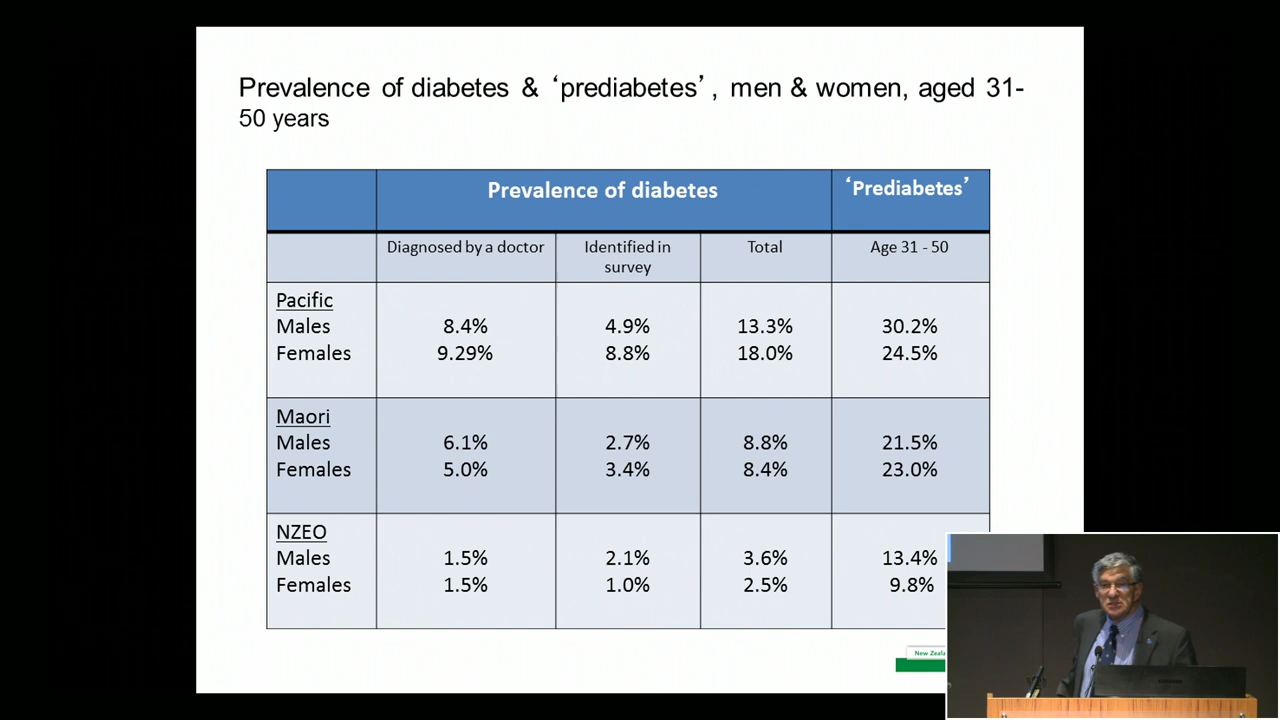 Prevalence of diabetes & ‘prediabetes’, men & women, aged 31-
50 years
Prevalence of diabetes
‘Prediabetes’
Diagnosed by a doctor
Identified in
survey
Total
Age 31 - 50
Pacific
Males 8.4% 4.9% 13.3% 30.2%
Females 9.29% 8.8% 18.0% 24.5%
Maori
Males 6.1% 2.7% 8.8% 21.5%
Females 5.0% 3.4% 8.4% 23.0%
NZEO
Males 1.5% 2.1% 3.6% 13.4%
Females 1.5% 1.0% 2.5% 9.8%
New